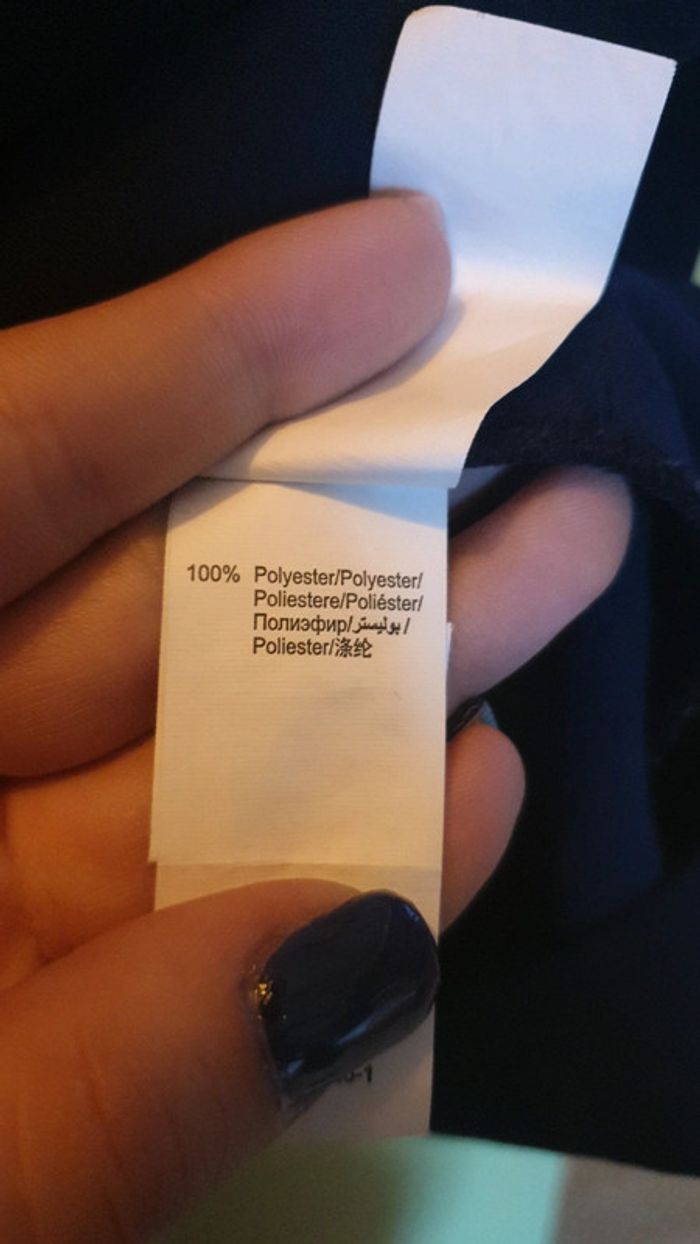 100% Polyester/Polyester/
Poliestere/Poliéster/
Полиэфир/بوليستر/
Poliester/涤纶